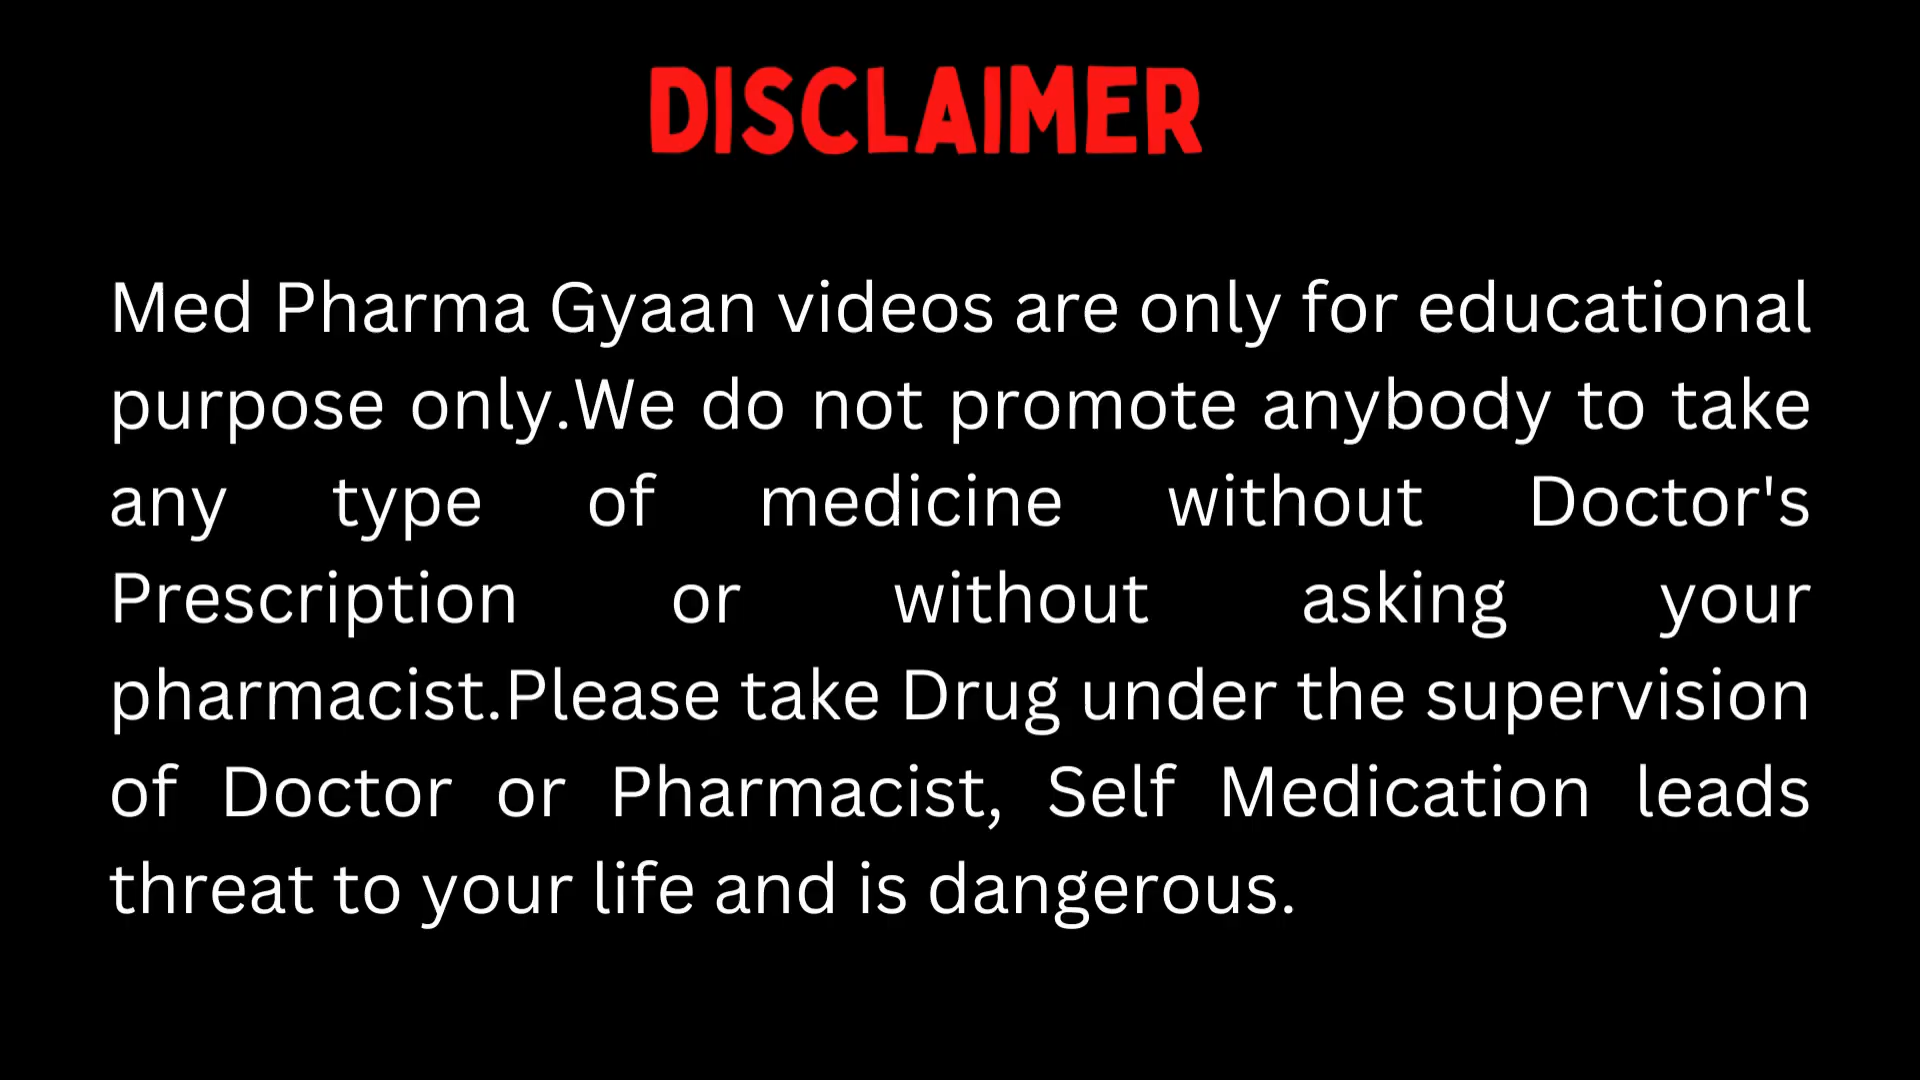 DISCLAIMER
Med Pharma Gyaan videos are only for educational
purpose only.We do not promote anybody to take
any type of medicine without Doctor's
Prescription or without asking your
pharmacist.Please take Drug under the supervision
of Doctor or Pharmacist, Self Medication leads
threat to your life and is dangerous.